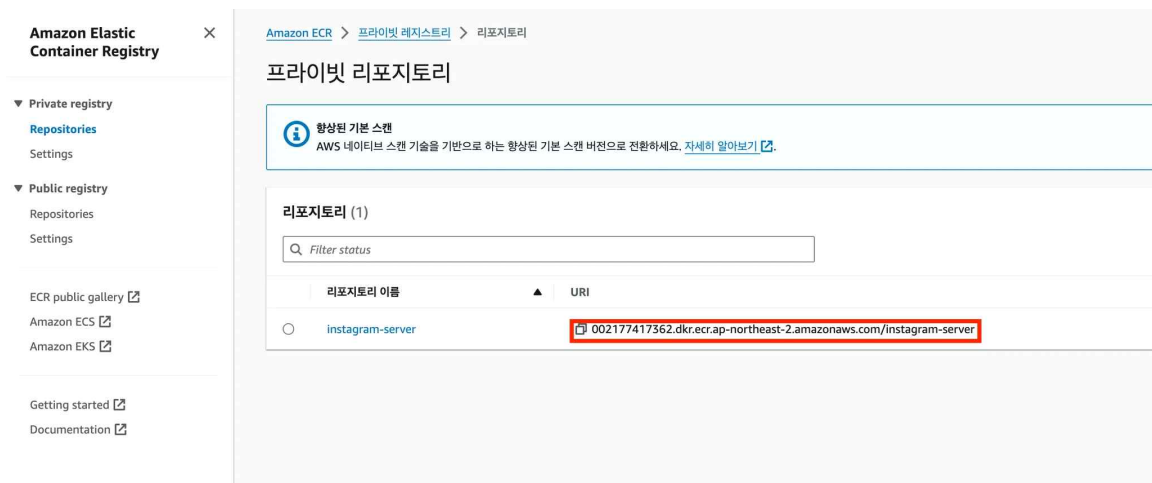 Amazon Elastic
Container Registry
Private registry
Repositories
Settings
Public registry
Repositories
Settings
ECR public gallery
Amazon ECS
Amazon EKS
Getting started
Documentation
Amazon ECR > 프라이빗 레지스트리 > 리포지토리
프라이빗 리포지토리
향상된 기본 스캔
AWS 네이티브 스캔 기술을 기반으로 하는 향상된 기본 스캔 버전으로 전환하세요. 자세히 알아보기.
리포지토리 (1)
Filter status
리포지토리 이름 URI
instagram-server 002177417362.dkr.ecr.ap-northeast-2.amazonaws.com/instagram-server